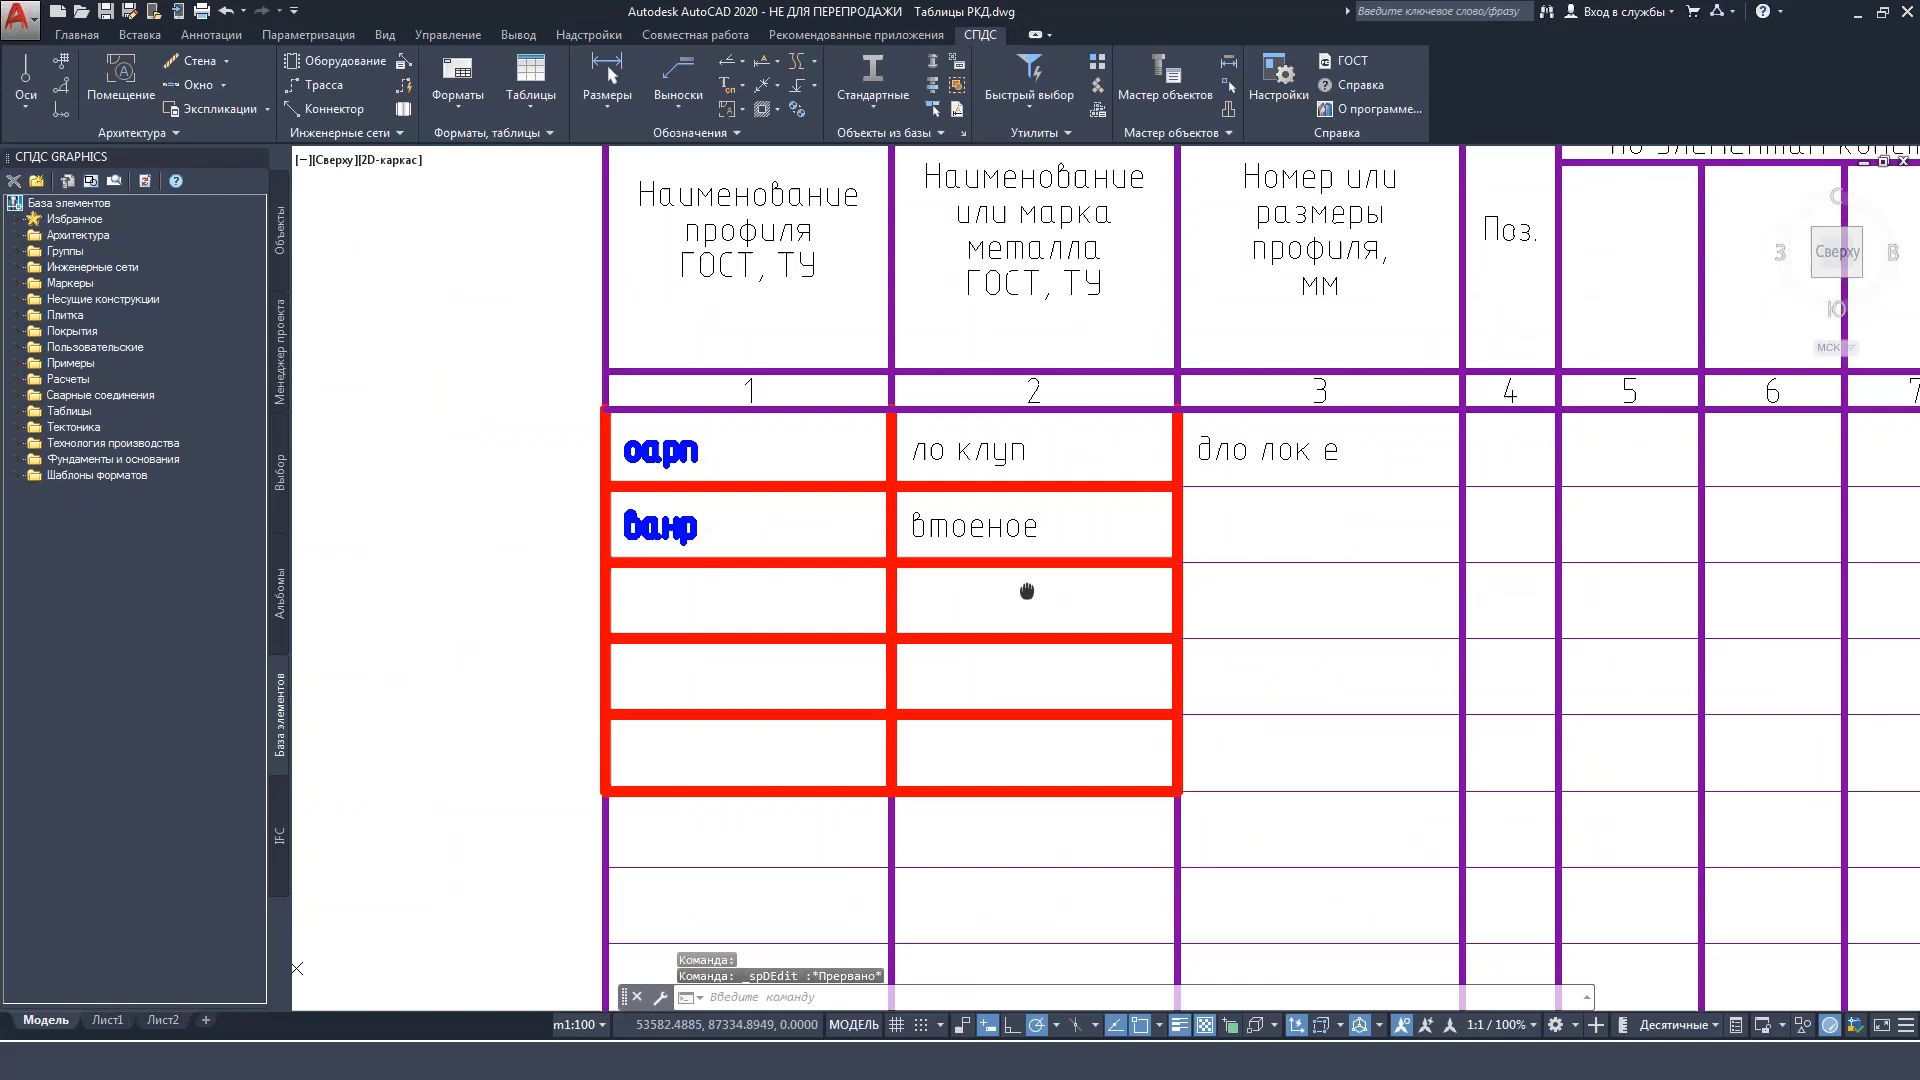 Autodesk AutoCAD 2020 - НЕ ДЛЯ ПЕРЕПРОДАЖИ Таблицы РКД.dwg
Введите ключевое слово/фразу
Вход в службы
Главная Вставка Аннотации Параметризация Вид Управление Вывод Надстройки Совместная работа Рекомендованные приложения СПДС
Оси
Помещение
Стена
Окно
Экспликации
Оборудование
Трасса
Коннектор
Форматы
Таблицы
Размеры
Выноски
Стандартные
Быстрый выбор
Мастер объектов
Настройки
ГОСТ
Справка
О программе...
Архитектура
Инженерные сети
Форматы, таблицы
Обозначения
Объекты из базы
Утилиты
Мастер объектов
Справка
СПДС GRAPHICS
База элементов
Избранное
Архитектура
Группы
Инженерные сети
Маркеры
Несущие конструкции
Плитка
Покрытия
Пользовательские
Примеры
Расчеты
Сварные соединения
Таблицы
Тектоника
Технология производства
Фундаменты и основания
Шаблоны форматов
Объекты
Менеджер проекта
Выбор
Альбомы
База элементов
IFC
[−][Сверху][2D-каркас]
Наименование
профиля
ГОСТ, ТУ
Наименование
или марка
металла
ГОСТ, ТУ
Номер или
размеры
профиля,
мм
Поз.
С
З
Сверху
В
Ю
МСК
1 2 3 4 5 6 7
оарп ло клуп дло лок е
ванр втоеное
Команда:
Команда: _spDEdit :*Прервано*
Введите команду
Модель Лист1 Лист2 +
m1:100 53582.4885, 87334.8949, 0.0000 МОДЕЛЬ 1:1 / 100% Десятичные